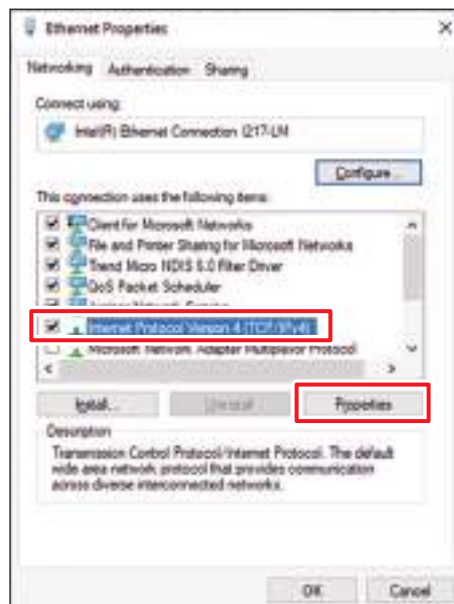 Ethernet Properties
Networking Authentication Sharing
Connect using:
Intel(R) Ethernet Connection I217-LM
Configure...
This connection uses the following items:
Client for Microsoft Networks
File and Printer Sharing for Microsoft Networks
Trend Micro NDIS 6.0 Filter Driver
QoS Packet Scheduler
Internet Protocol Version 4 (TCP/IPv4)
Microsoft Network Adapter Multiplexor Protocol
Install... Uninstall Properties
Description
Transmission Control Protocol/Internet Protocol. The default
wide area network protocol that provides communication
across diverse interconnected networks.
OK Cancel